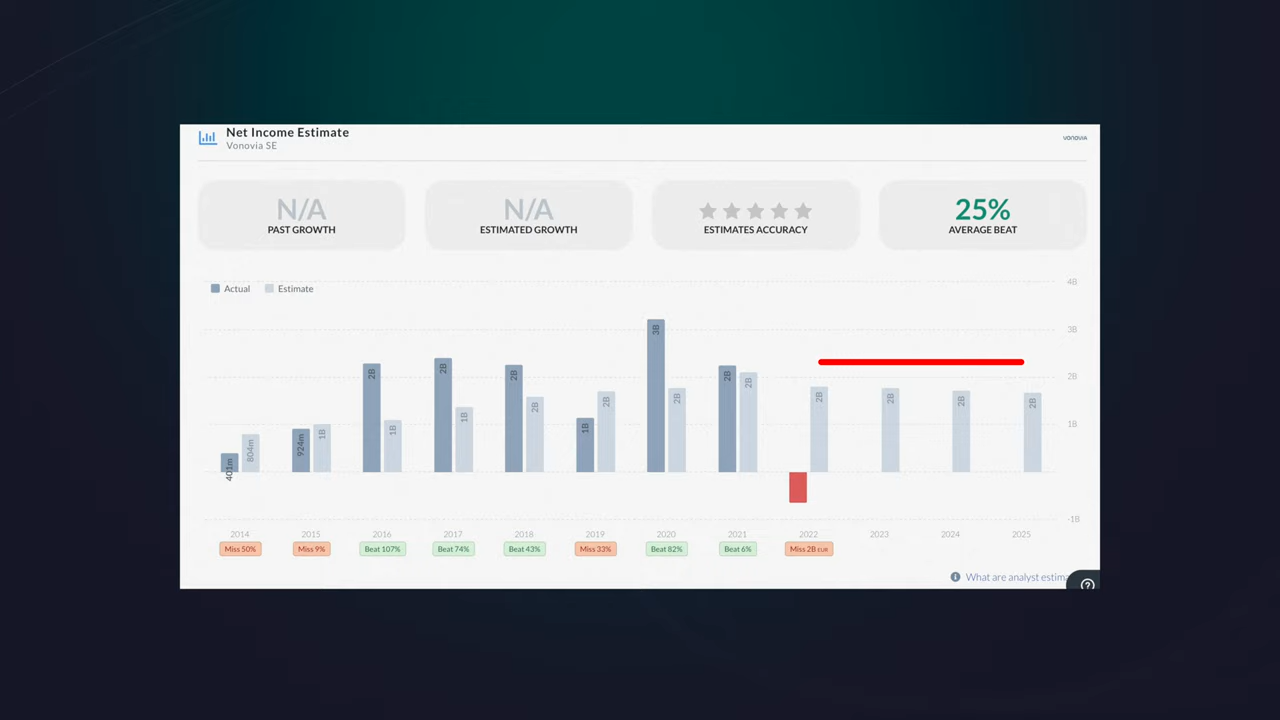 Net Income Estimate
Vonovia SE
VONOVIA
N/A
PAST GROWTH
N/A
ESTIMATED GROWTH
ESTIMATES ACCURACY
25%
AVERAGE BEAT
Actual
Estimate
4B
3B
2B
1B
-1B
401m
804m
924m
1B
2B
1B
2B
1B
2B
2B
1B
2B
3B
2B
2B
2B
2B
2B
2B
2B
2014
2015
2016
2017
2018
2019
2020
2021
2022
2023
2024
2025
Miss 50%
Miss 9%
Beat 107%
Beat 74%
Beat 43%
Miss 33%
Beat 82%
Beat 6%
Miss 2B EUR
What are analyst estim